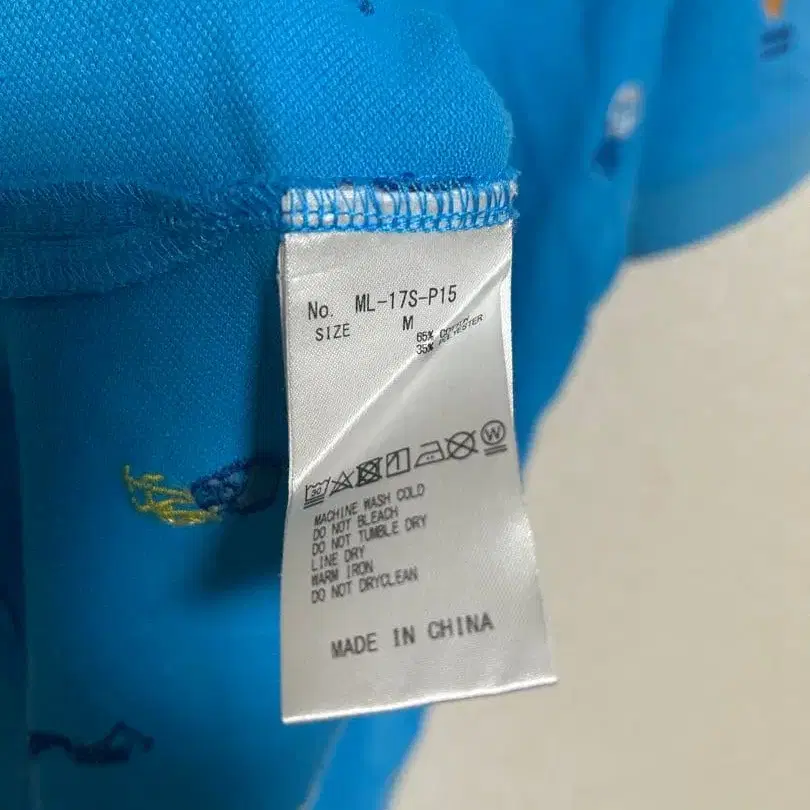 No. ML-17S-P15
SIZE M
65% COTTON
35% POLYESTER
30
W
MACHINE WASH COLD
DO NOT BLEACH
DO NOT TUMBLE DRY
LINE DRY
WARM IRON
DO NOT DRYCLEAN
MADE IN CHINA